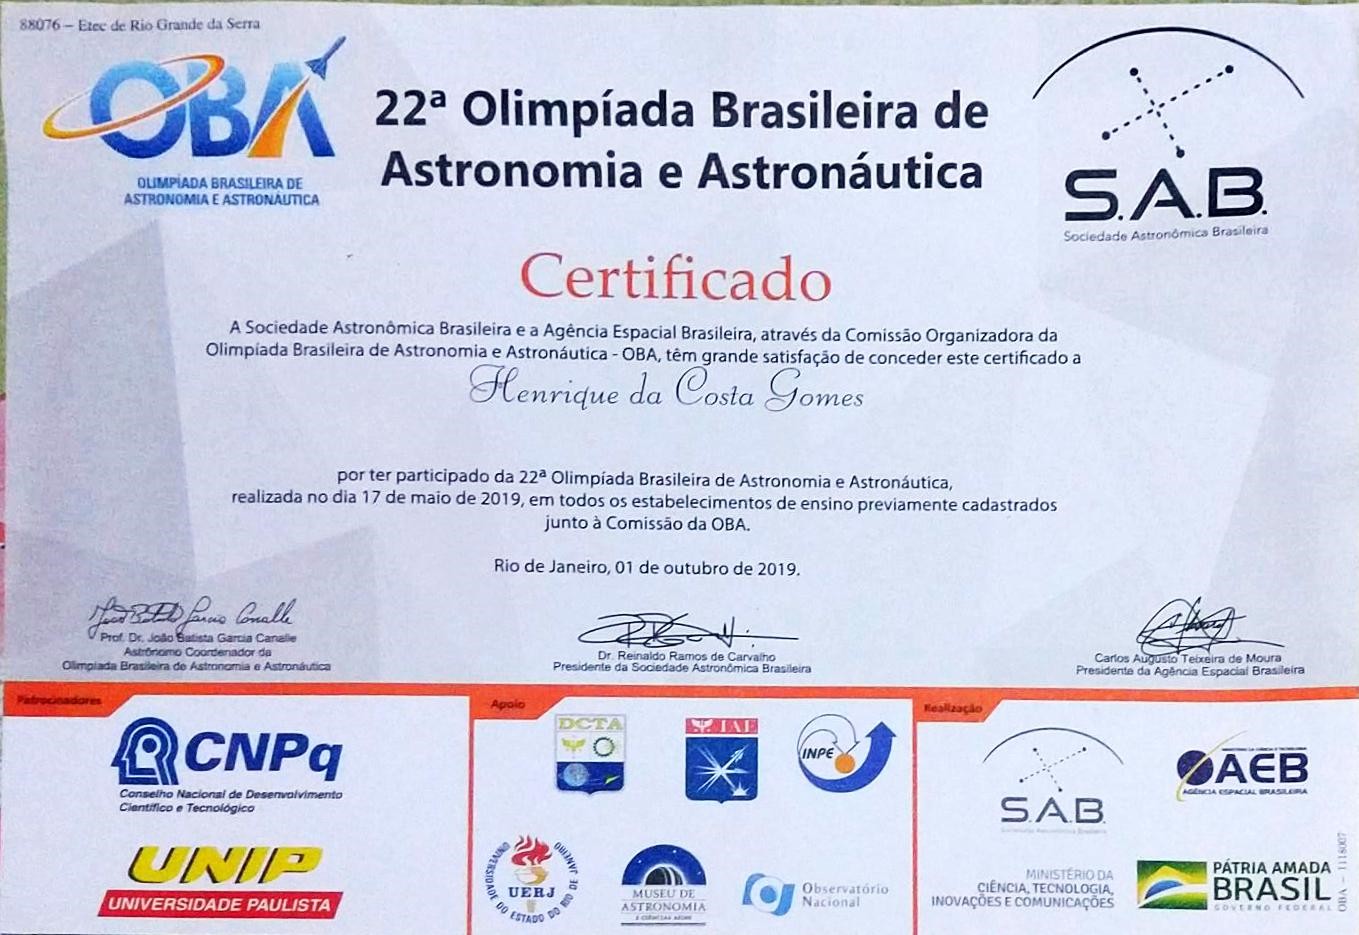 88076 – Etec de Rio Grande da Serra
OBA
OLIMPÍADA BRASILEIRA DE
ASTRONOMIA E ASTRONÁUTICA
22ª Olimpíada Brasileira de
Astronomia e Astronáutica
S.A.B.
Sociedade Astronômica Brasileira
Certificado
A Sociedade Astronômica Brasileira e a Agência Espacial Brasileira, através da Comissão Organizadora da
Olimpíada Brasileira de Astronomia e Astronáutica - OBA, têm grande satisfação de conceder este certificado a
Henrique da Costa Gomes
por ter participado da 22ª Olimpíada Brasileira de Astronomia e Astronáutica,
realizada no dia 17 de maio de 2019, em todos os estabelecimentos de ensino previamente cadastrados
junto à Comissão da OBA.
Rio de Janeiro, 01 de outubro de 2019.
Prof. Dr. João Batista Garcia Canalle
Astrônomo Coordenador da
Olimpíada Brasileira de Astronomia e Astronáutica
Dr. Reinaldo Ramos de Carvalho
Presidente da Sociedade Astronômica Brasileira
Carlos Augusto Teixeira de Moura
Presidente da Agência Espacial Brasileira
Patrocinadores
CNPq
Conselho Nacional de Desenvolvimento
Científico e Tecnológico
UNIP
UNIVERSIDADE PAULISTA
Apoio
DCTA
IAE
INPE
UNIVERSIDADE DO ESTADO DO RIO DE JANEIRO
UERJ
MUSEU DE
ASTRONOMIA
E CIÊNCIAS AFINS
Observatório
Nacional
Realização
S.A.B.
Sociedade Astronômica Brasileira
AEB
AGÊNCIA ESPACIAL BRASILEIRA
MINISTÉRIO DA
CIÊNCIA, TECNOLOGIA,
INOVAÇÕES E COMUNICAÇÕES
PÁTRIA AMADA
BRASIL
GOVERNO FEDERAL
OBA – 1118007